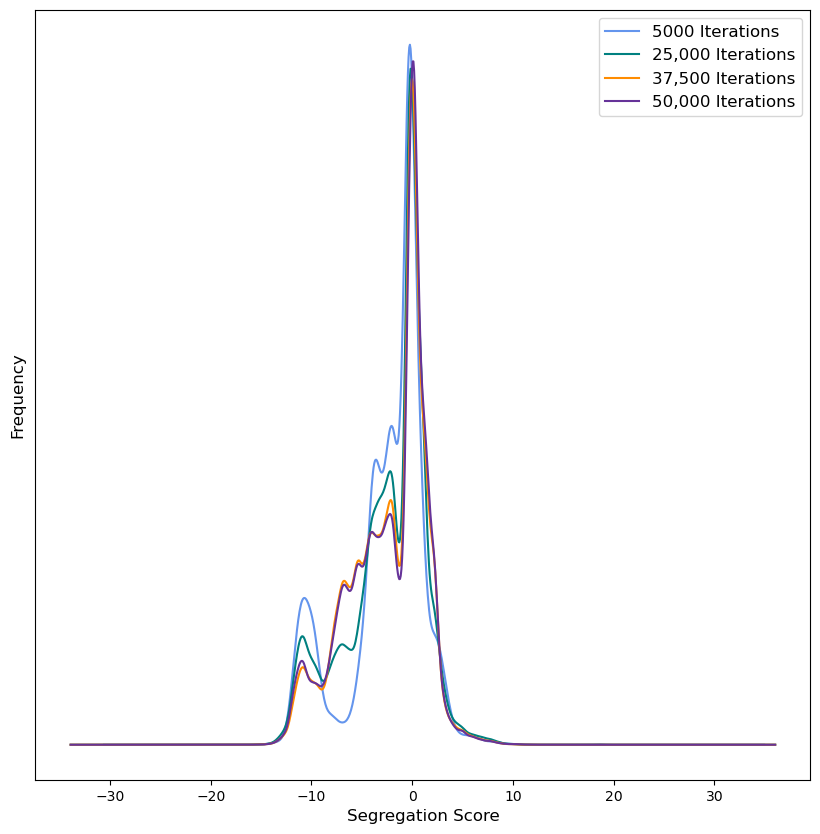 5000 Iterations
25,000 Iterations
37,500 Iterations
50,000 Iterations
Frequency
−30 −20 −10 0 10 20 30
Segregation Score